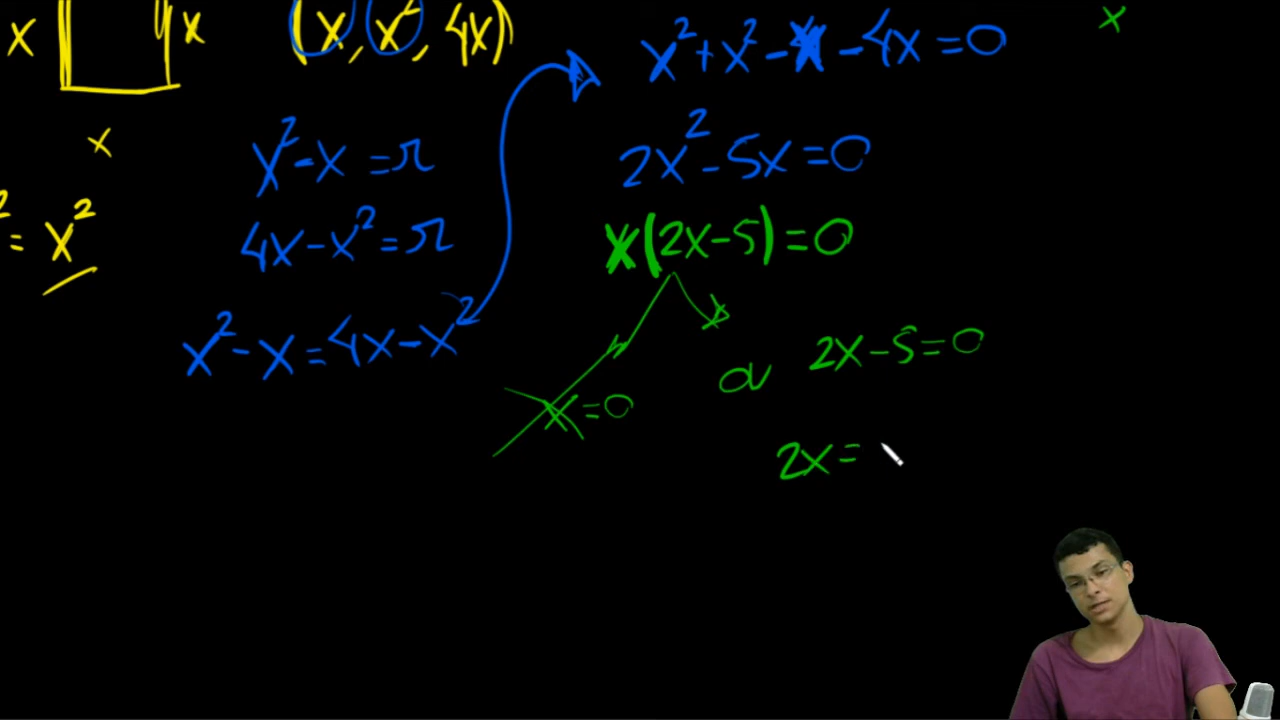 x x (x, x², 4x)
x
² = x²
x² - x = r
4x - x² = r
x² - x = 4x - x²
x² + x² - x - 4x = 0
2x² - 5x = 0
x(2x - 5) = 0
x = 0 ou 2x - 5 = 0
2x =
x